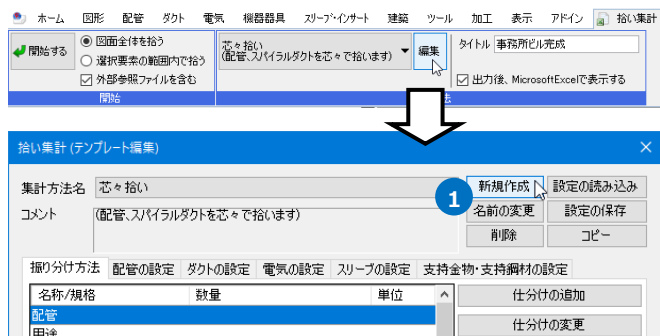 ホーム 図形 配管 ダクト 電気 機器器具 スリーブ・インサート 建築 ツール 加工 表示 アドイン 拾い集計
開始する
図面全体を拾う
選択要素の範囲内で拾う
外部参照ファイルを含む
開始
芯々拾い
(配管、スパイラルダクトを芯々で拾います)
編集
タイトル 事務所ビル完成
出力後、MicrosoftExcelで表示する
法
拾い集計 (テンプレート編集)
集計方法名 芯々拾い
コメント (配管、スパイラルダクトを芯々で拾います)
1
新規作成 設定の読み込み
名前の変更 設定の保存
削除 コピー
振り分け方法 配管の設定 ダクトの設定 電気の設定 スリーブの設定 支持金物・支持鋼材の設定
名称/規格 数量 単位
配管
用途
仕分けの追加
仕分けの変更